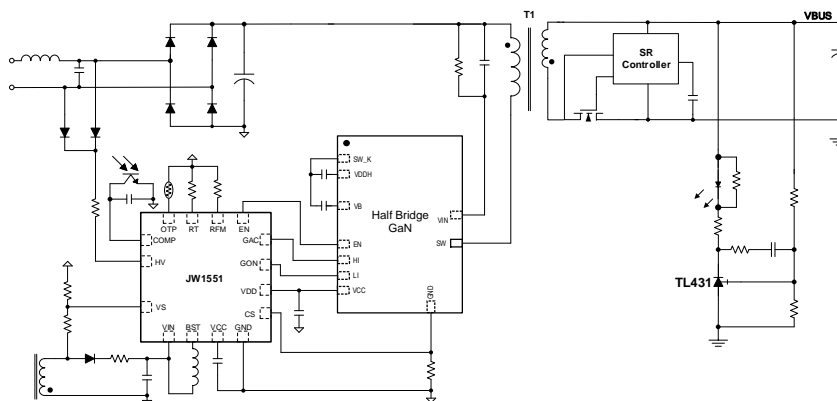 T1
VBUS
SR
Controller
SW_K
VDDH
VB
Half Bridge
GaN
VIN
SW
EN
HI
LI
VCC
GND
OTP
RT
RFM
EN
COMP
GAC
HV
GON
JW1551
VDD
VS
CS
VIN
BST
VCC
GND
TL431